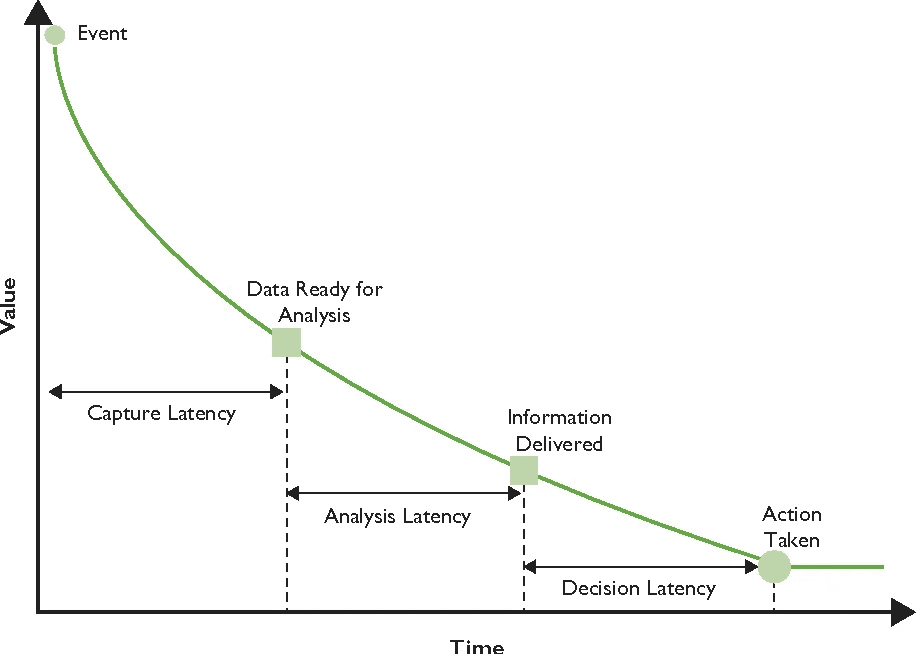 Event
Data Ready for
Analysis
Value
Capture Latency
Information
Delivered
Analysis Latency
Action
Taken
Decision Latency
Time